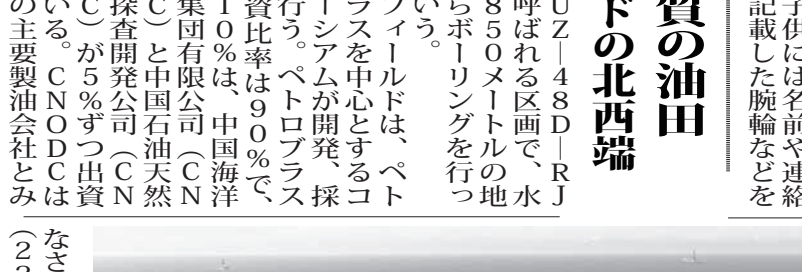 子供には名前や連絡
記載した腕輪などを
質の油田
ドの北西端
UZ―48D―RJ
呼ばれる区画で、水
850メートルの地
らボーリングを行っ
いう。
フィールドは、ペト
ラスを中心とするコ
ーシアムが開発、採
行う。ペトロブラス
資比率は90%で、
10%は、中国海洋
集団有限公司(CN
C)と中国石油天然
探査開発公司(CN
C)が5%ずつ出資
いる。CNODCは
の主要製油会社とみ
なさ
(2